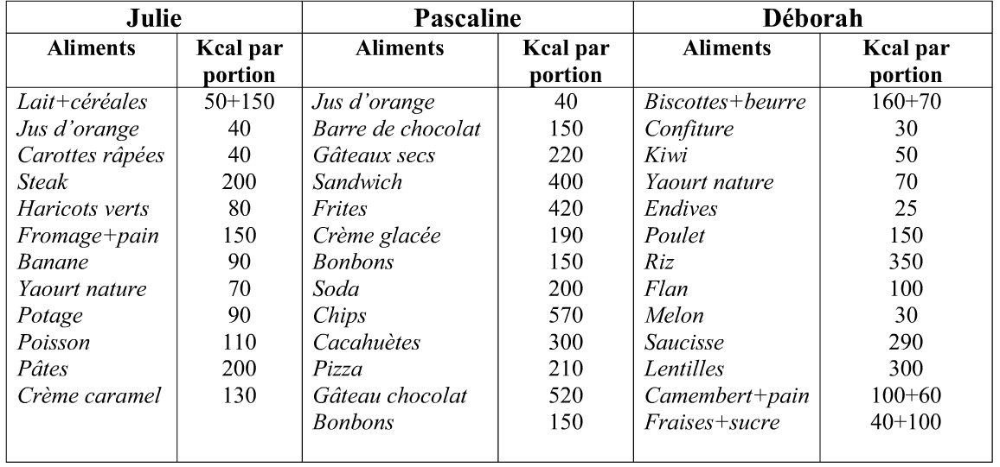 Julie Pascaline Déborah
Aliments Kcal par portion Aliments Kcal par portion Aliments Kcal par portion
Lait+céréales 50+150 Jus d’orange 40 Biscottes+beurre 160+70
Jus d’orange 40 Barre de chocolat 150 Confiture 30
Carottes râpées 40 Gâteaux secs 220 Kiwi 50
Steak 200 Sandwich 400 Yaourt nature 70
Haricots verts 80 Frites 420 Endives 25
Fromage+pain 150 Crème glacée 190 Poulet 150
Banane 90 Bonbons 150 Riz 350
Yaourt nature 70 Soda 200 Flan 100
Potage 90 Chips 570 Melon 30
Poisson 110 Cacahuètes 300 Saucisse 290
Pâtes 200 Pizza 210 Lentilles 300
Crème caramel 130 Gâteau chocolat 520 Camembert+pain 100+60
Bonbons 150 Fraises+sucre 40+100